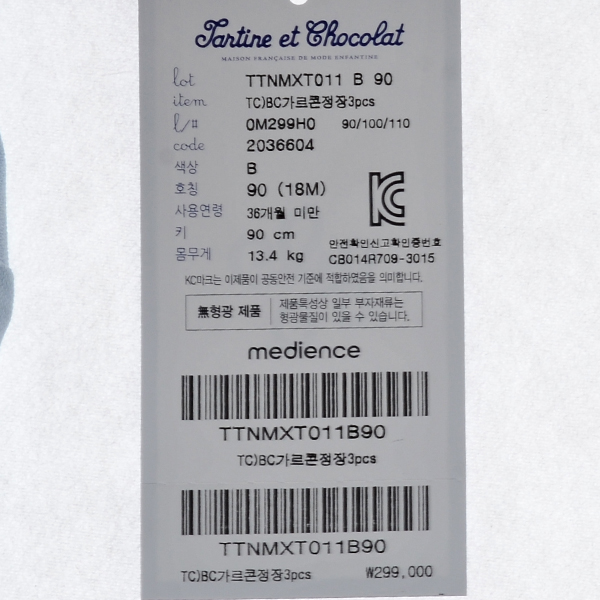 Tartine et Chocolat
MAISON FRANÇAISE DE MODE ENFANTINE
lot TTNMXT011 B 90
item TC)BC가르콘정장3pcs
l/# 0M299H0 90/100/110
code 2036604
색상 B
호칭 90 (18M)
사용연령 36개월 미만
키 90 cm
몸무게 13.4 kg
안전확인신고확인증번호
CB014R709-3015
KC마크는 이제품이 공동안전 기준에 적합하였음을 의미합니다.
無형광 제품 제품특성상 일부 부자재류는
형광물질이 있을 수 있습니다.
medience
TTNMXT011B90
TC)BC가르콘정장3pcs
TTNMXT011B90
TC)BC가르콘정장3pcs ₩299,000